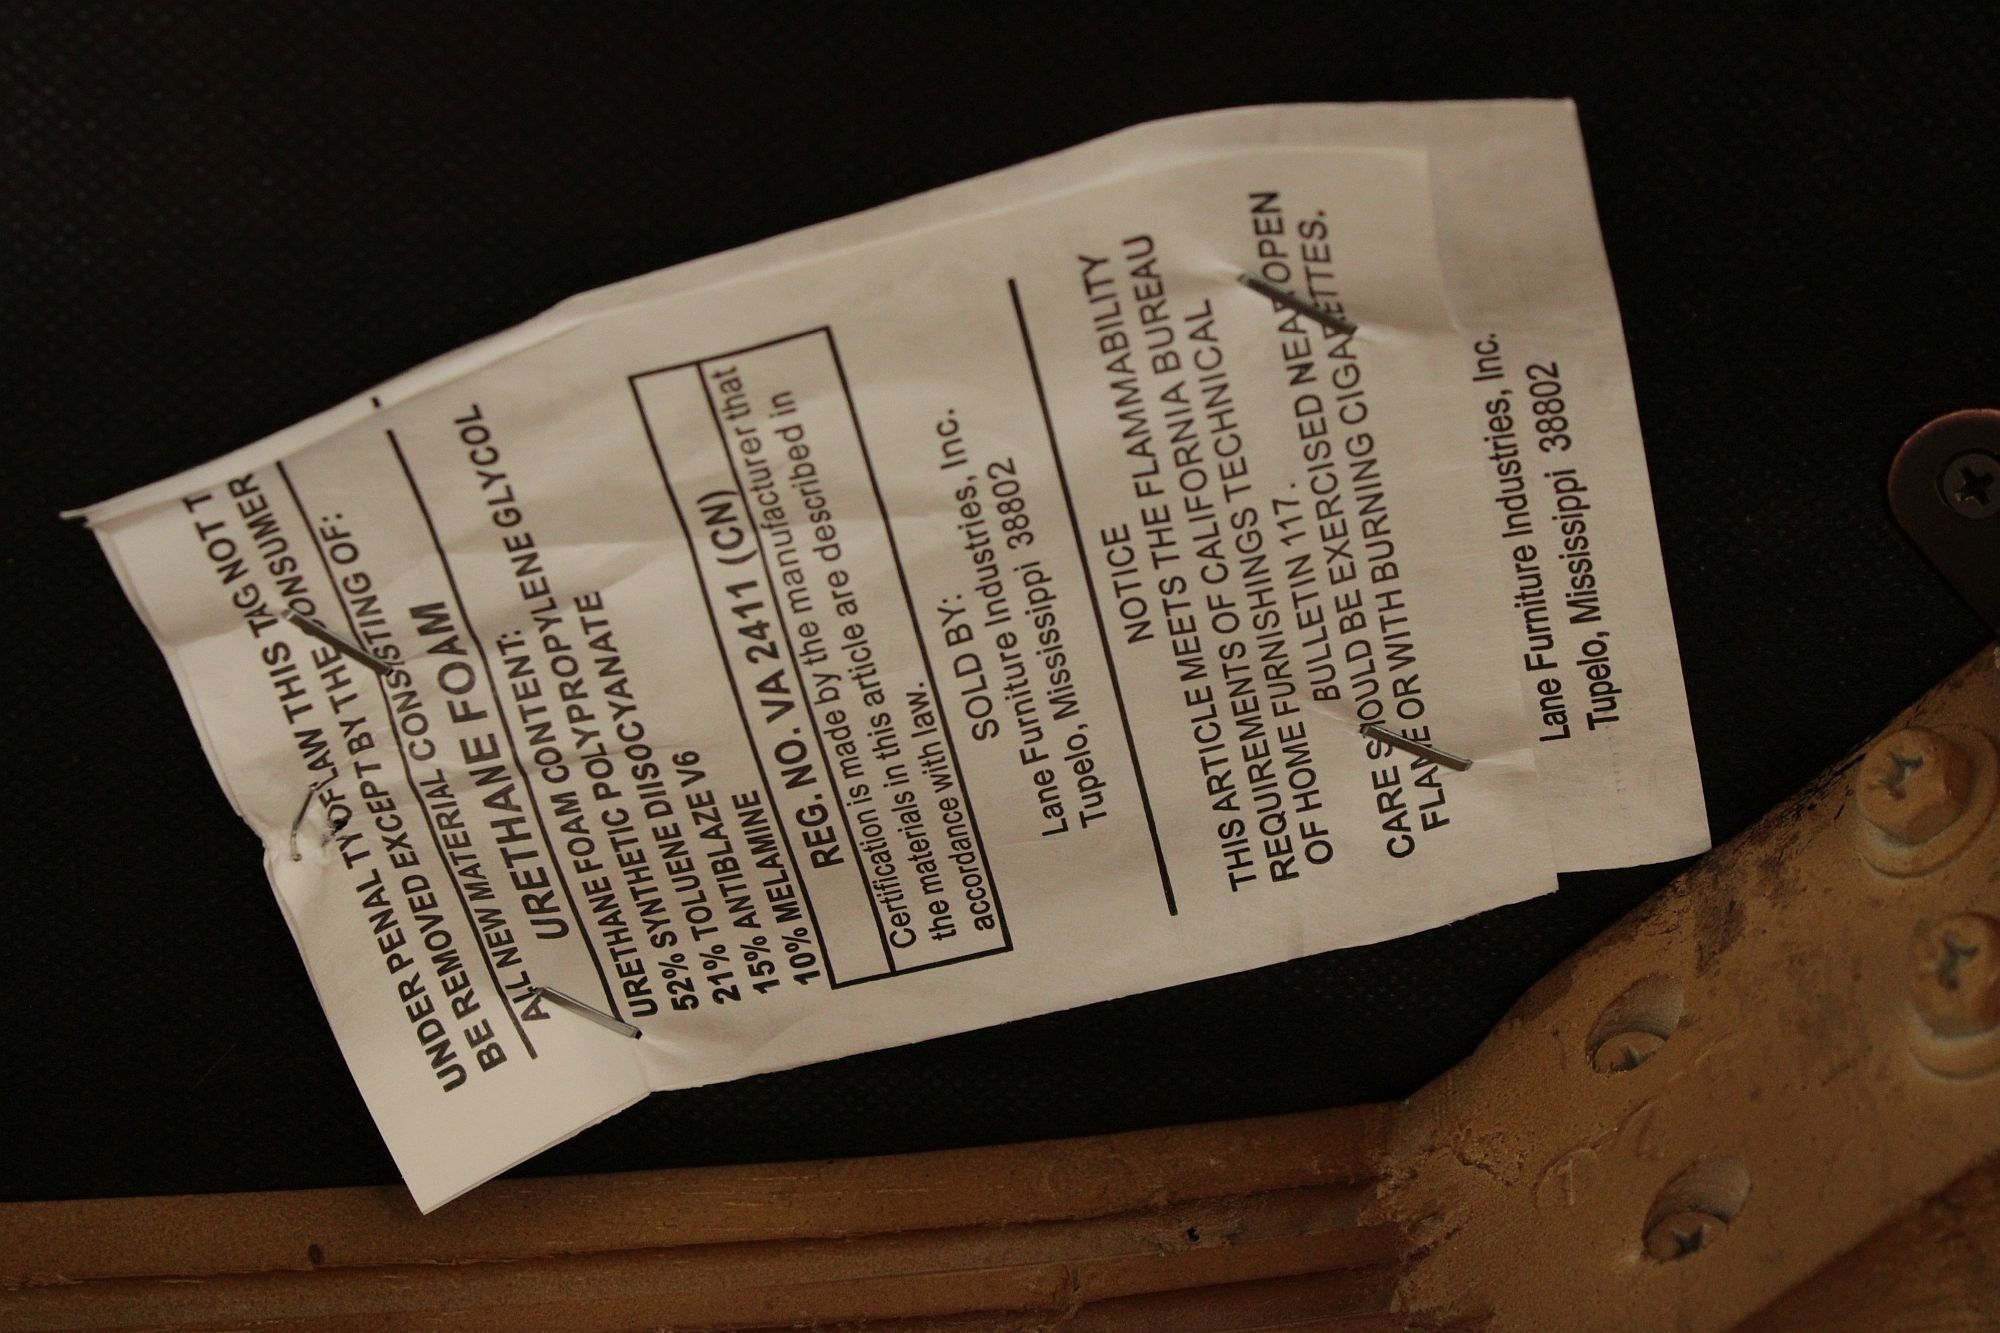 UNDER PENALTY OF LAW THIS TAG NOT T
BE REMOVED EXCEPT BY THE CONSUMER
ALL NEW MATERIAL CONSISTING OF:
URETHANE FOAM
URETHANE FOAM CONTENT:
URETHANE FOAM CONTENT: POLYPROPYLENE GLYCOL
52% SYNTHETIC POLYPROPYLENE GLYCOL
21% TOLUENE DIISOCYANATE
15% ANTIBLAZE V6
10% MELAMINE
REG. NO. VA 2411 (CN)
Certification is made by the manufacturer that
the materials in this article are described in
accordance with law.
SOLD BY:
Lane Furniture Industries, Inc.
Tupelo, Mississippi 38802
NOTICE
THIS ARTICLE MEETS THE FLAMMABILITY
REQUIREMENTS OF CALIFORNIA BUREAU
OF HOME FURNISHINGS TECHNICAL
BULLETIN 117.
CARE SHOULD BE EXERCISED NEAR OPEN
FLAME OR WITH BURNING CIGARETTES.
Lane Furniture Industries, Inc.
Tupelo, Mississippi 38802